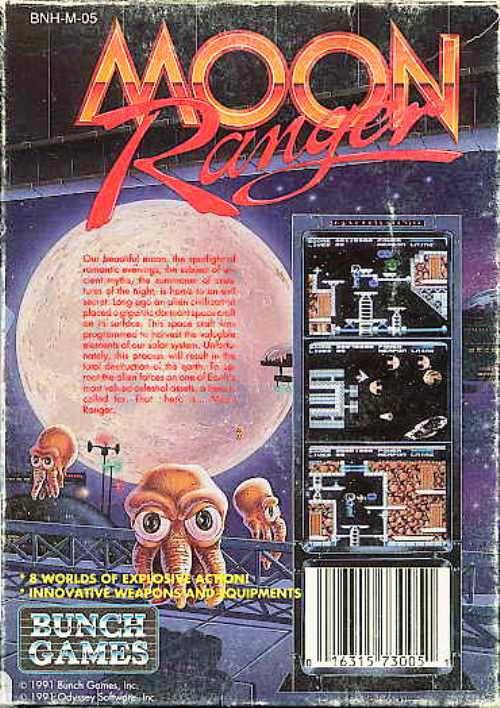 BNH-M-05
MOON
Ranger
Our beautiful moon, the spotlight of
romantic evenings, the subject of an-
cient myths, the summoner of crea-
tures of the night, is home to an evil
secret. Long ago an alien civilization
placed a gigantic dormant space craft
on its surface. This space craft was
programmed to harvest the valuable
elements of our solar system. Unfortu-
nately, this process will result in the
total destruction of the earth. To up-
root the alien forces on one of Earth's
most valued celestial assets, a hero is
called for. That hero is... Moon
Ranger.
* 8 WORLDS OF EXPLOSIVE ACTION!
* INNOVATIVE WEAPONS AND EQUIPMENTS
BUNCH
GAMES
0 16315 73005 1
© 1991 Bunch Games, Inc.
© 1991 Odyssey Software, Inc.